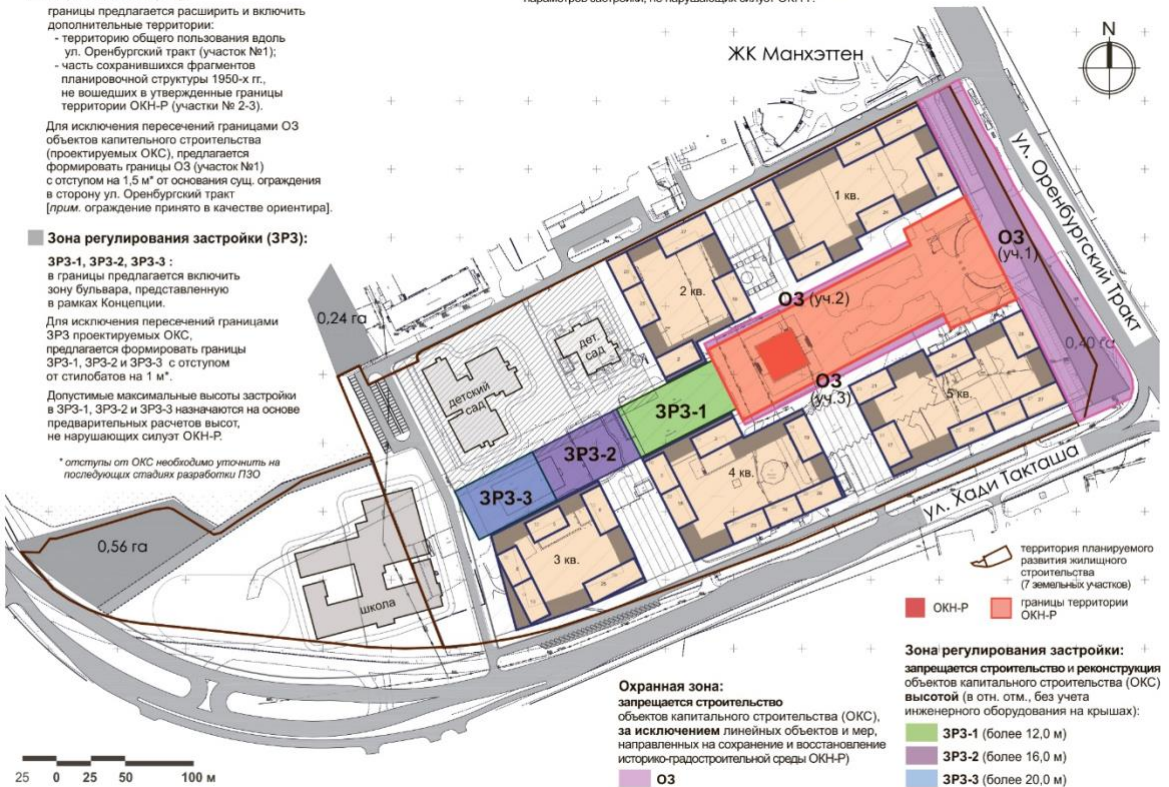 границы предлагается расширить и включить
дополнительные территории:
- территорию общего пользования вдоль
ул. Оренбургский тракт (участок №1);
- часть сохранившихся фрагментов
планировочной структуры 1950-х гг.,
не вошедших в утвержденные границы
территории ОКН-Р (участки № 2-3).
Для исключения пересечений границами ОЗ
объектов капительного строительства
(проектируемых ОКС), предлагается
формировать границы ОЗ (участок №1)
с отступом на 1,5 м* от основания сущ. ограждения
в сторону ул. Оренбургский тракт
[прим. ограждение принято в качестве ориентира].
Зона регулирования застройки (ЗРЗ):
ЗРЗ-1, ЗРЗ-2, ЗРЗ-3 :
в границы предлагается включить
зону бульвара, представленную
в рамках Концепции.
Для исключения пересечений границами
ЗРЗ проектируемых ОКС,
предлагается формировать границы
ЗРЗ-1, ЗРЗ-2 и ЗРЗ-3 с отступом
от стилобатов на 1 м*.
Допустимые максимальные высоты застройки
в ЗРЗ-1, ЗРЗ-2 и ЗРЗ-3 назначаются на основе
предварительных расчетов высот,
не нарушающих силуэт ОКН-Р.
* отступы от ОКС необходимо уточнить на
последующих стадиях разработки ПЗО
параметров застройки, не нарушающих силуэт ОКН-Р.
ЖК Манхэттен
N
ул. Оренбургский тракт
1 кв.
ОЗ
(уч.1)
2 кв.
ОЗ (уч.2)
0,24 га
дет.
сад
0,40 га
детский
сад
ОЗ
(уч.3)
5 кв.
ЗРЗ-1
ЗРЗ-2
4 кв.
ЗРЗ-3
ул. Хади Такташа
0,56 га
3 кв.
школа
территория планируемого
развития жилищного
строительства
(7 земельных участков)
ОКН-Р
границы территории
ОКН-Р
Охранная зона:
запрещается строительство
объектов капитального строительства (ОКС),
за исключением линейных объектов и мер,
направленных на сохранение и восстановление
историко-градостроительной среды ОКН-Р)
ОЗ
Зона регулирования застройки:
запрещается строительство и реконструкция
объектов капитального строительства (ОКС)
высотой (в отн. отм., без учета
инженерного оборудования на крышах):
ЗРЗ-1 (более 12,0 м)
ЗРЗ-2 (более 16,0 м)
ЗРЗ-3 (более 20,0 м)
25 0 25 50 100 м